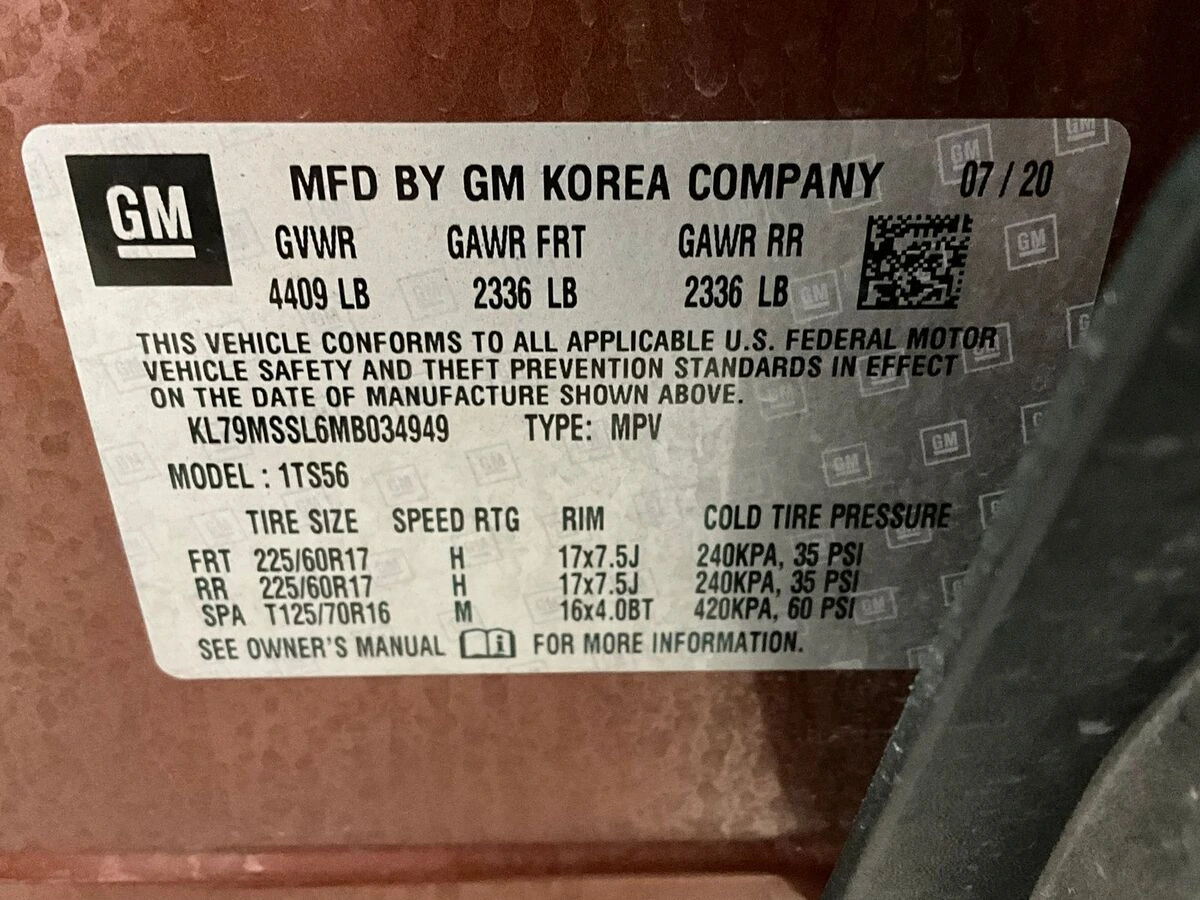 GM MFD BY GM KOREA COMPANY 07 / 20
GVWR GAWR FRT GAWR RR
4409 LB 2336 LB 2336 LB
THIS VEHICLE CONFORMS TO ALL APPLICABLE U.S. FEDERAL MOTOR
VEHICLE SAFETY AND THEFT PREVENTION STANDARDS IN EFFECT
ON THE DATE OF MANUFACTURE SHOWN ABOVE.
KL79MSSL6MB034949 TYPE: MPV
MODEL : 1TS56
TIRE SIZE SPEED RTG RIM COLD TIRE PRESSURE
FRT 225/60R17 H 17x7.5J 240KPA, 35 PSI
RR 225/60R17 H 17x7.5J 240KPA, 35 PSI
SPA T125/70R16 M 16x4.0BT 420KPA, 60 PSI
SEE OWNER'S MANUAL FOR MORE INFORMATION.